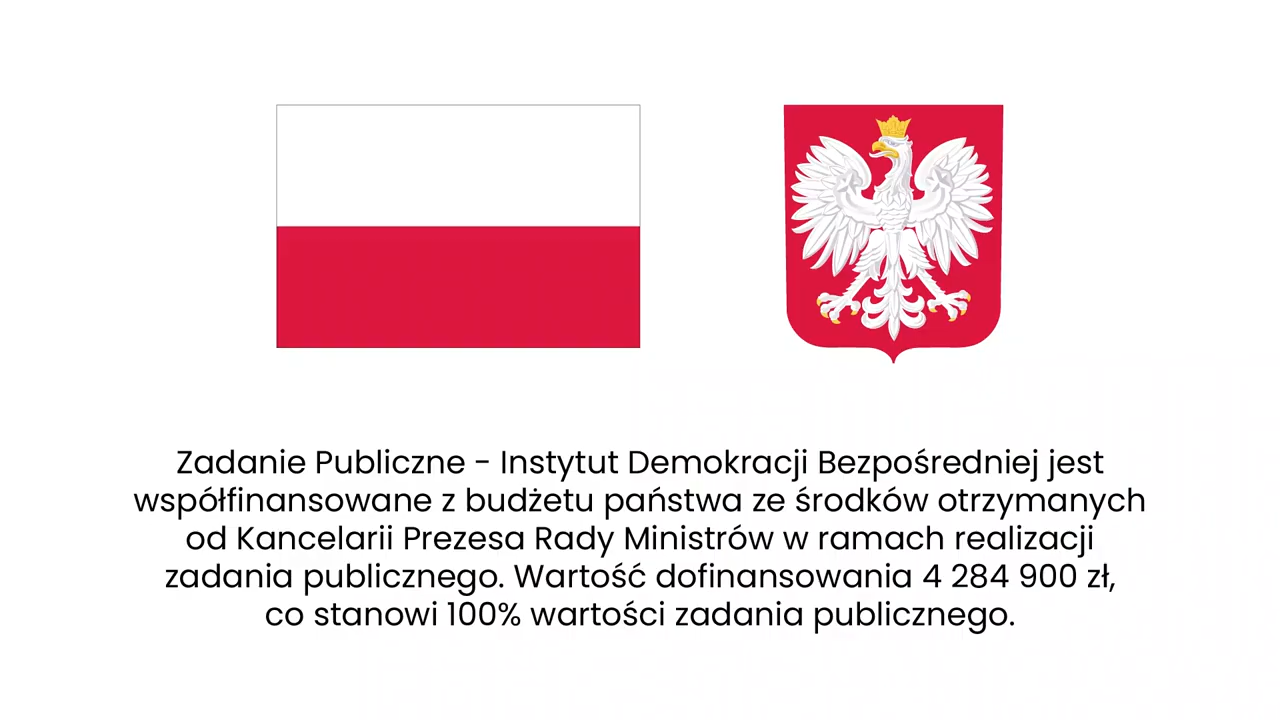 Zadanie Publiczne - Instytut Demokracji Bezpośredniej jest
współfinansowane z budżetu państwa ze środków otrzymanych
od Kancelarii Prezesa Rady Ministrów w ramach realizacji
zadania publicznego. Wartość dofinansowania 4 284 900 zł,
co stanowi 100% wartości zadania publicznego.